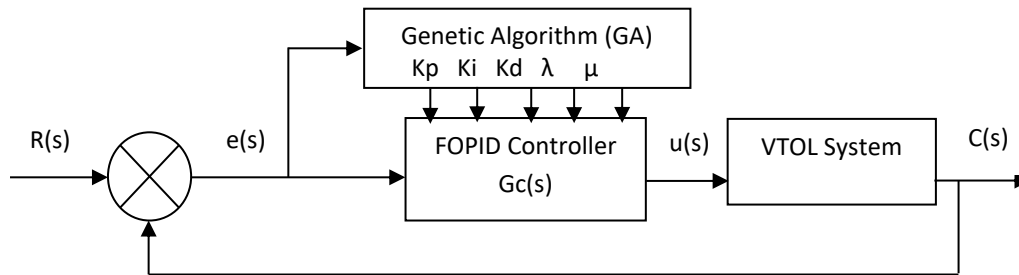 Genetic Algorithm (GA)
Kp Ki Kd λ μ
R(s)
e(s)
FOPID Controller
Gc(s)
u(s)
VTOL System
C(s)